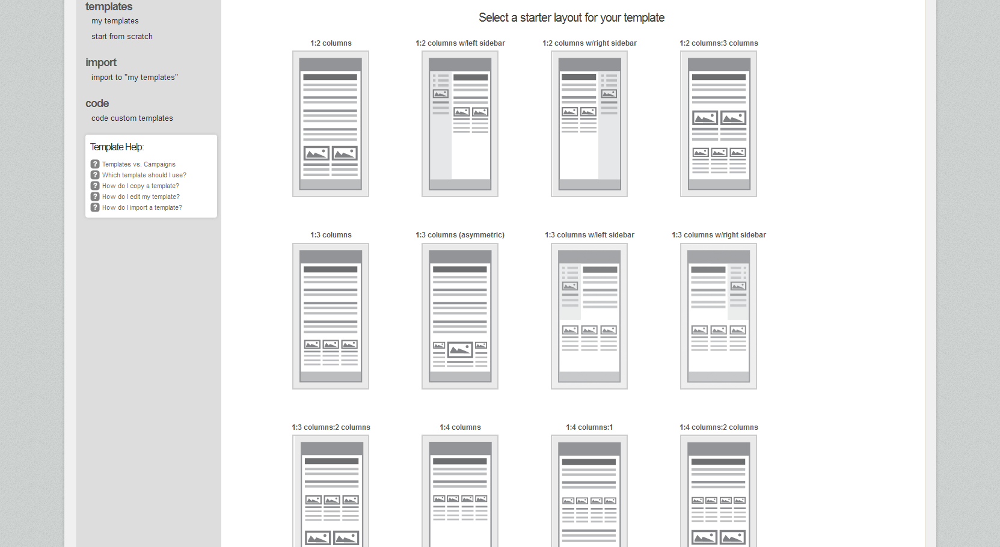 templates
my templates
start from scratch
import
import to "my templates"
code
code custom templates
Template Help:
? Templates vs. Campaigns
? Which template should I use?
? How do I copy a template?
? How do I edit my template?
? How do I import a template?
Select a starter layout for your template
1:2 columns
1:2 columns w/left sidebar
1:2 columns w/right sidebar
1:2 columns:3 columns
1:3 columns
1:3 columns (asymmetric)
1:3 columns w/left sidebar
1:3 columns w/right sidebar
1:3 columns:2 columns
1:4 columns
1:4 columns:1
1:4 columns:2 columns